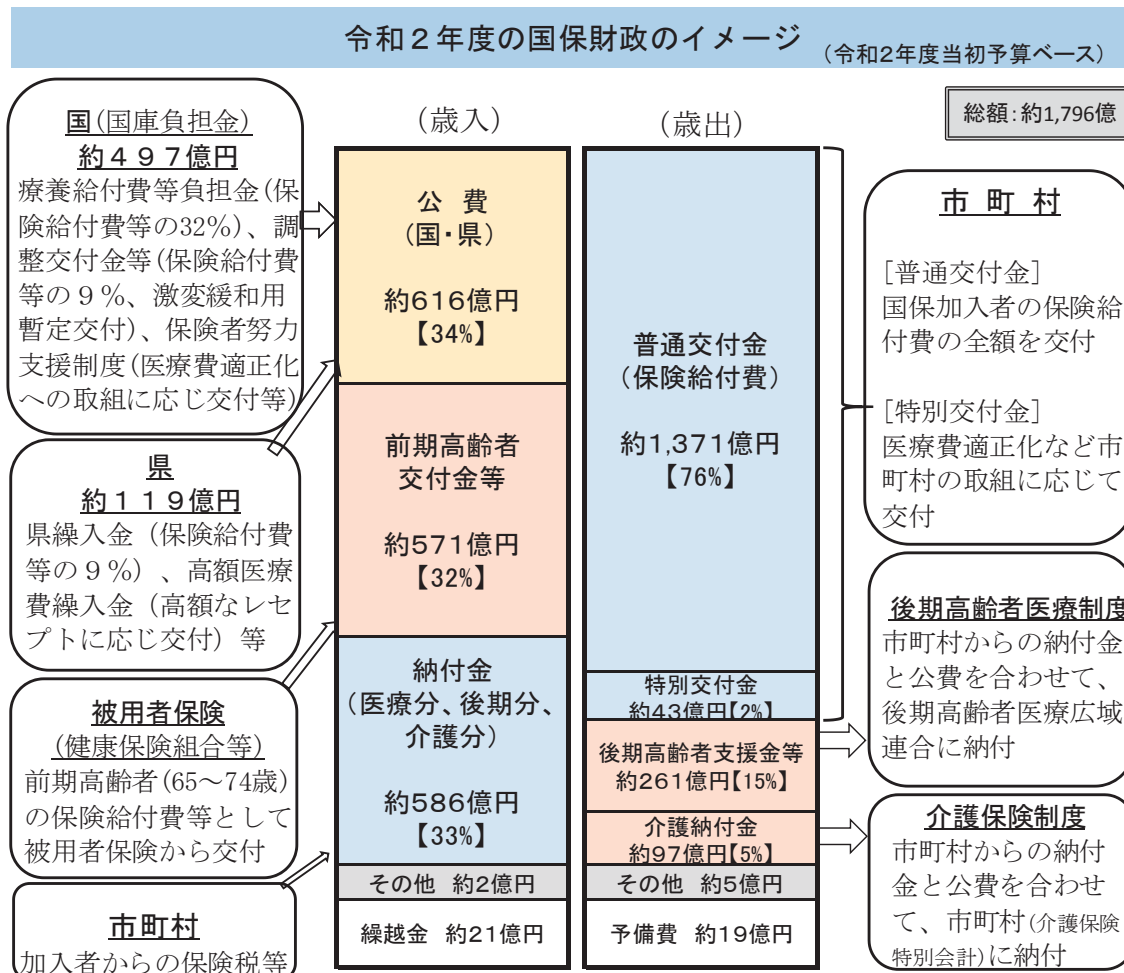 令和２年度の国保財政のイメージ
（令和2年度当初予算ベース）
総額：約1,796億
国（国庫負担金）
約４９７億円
療養給付費等負担金（保
険給付費等の32％）、調
整交付金等（保険給付費
等の９％、激変緩和用
暫定交付）、保険者努力
支援制度（医療費適正化
への取組に応じ交付等）
県
約１１９億円
県繰入金（保険給付費
等の９％）、高額医療
費繰入金（高額なレセ
プトに応じ交付）等
被用者保険
（健康保険組合等）
前期高齢者（65～74歳）
の保険給付費等として
被用者保険から交付
市町村
加入者からの保険税等
（歳入）
公 費
（国・県）
約616億円
【34%】
前期高齢者
交付金等
約571億円
【32%】
納付金
（医療分、後期分、
介護分）
約586億円
【33%】
その他 約2億円
繰越金 約21億円
（歳出）
普通交付金
（保険給付費）
約1,371億円
【76%】
特別交付金
約43億円【2%】
後期高齢者支援金等
約261億円【15%】
介護納付金
約97億円【5%】
その他 約5億円
予備費 約19億円
市 町 村
［普通交付金］
国保加入者の保険給
付費の全額を交付
［特別交付金］
医療費適正化など市
町村の取組に応じて
交付
後期高齢者医療制度
市町村からの納付金
と公費を合わせて、
後期高齢者医療広域
連合に納付
介護保険制度
市町村からの納付
金と公費を合わせ
て、市町村（介護保険
特別会計）に納付